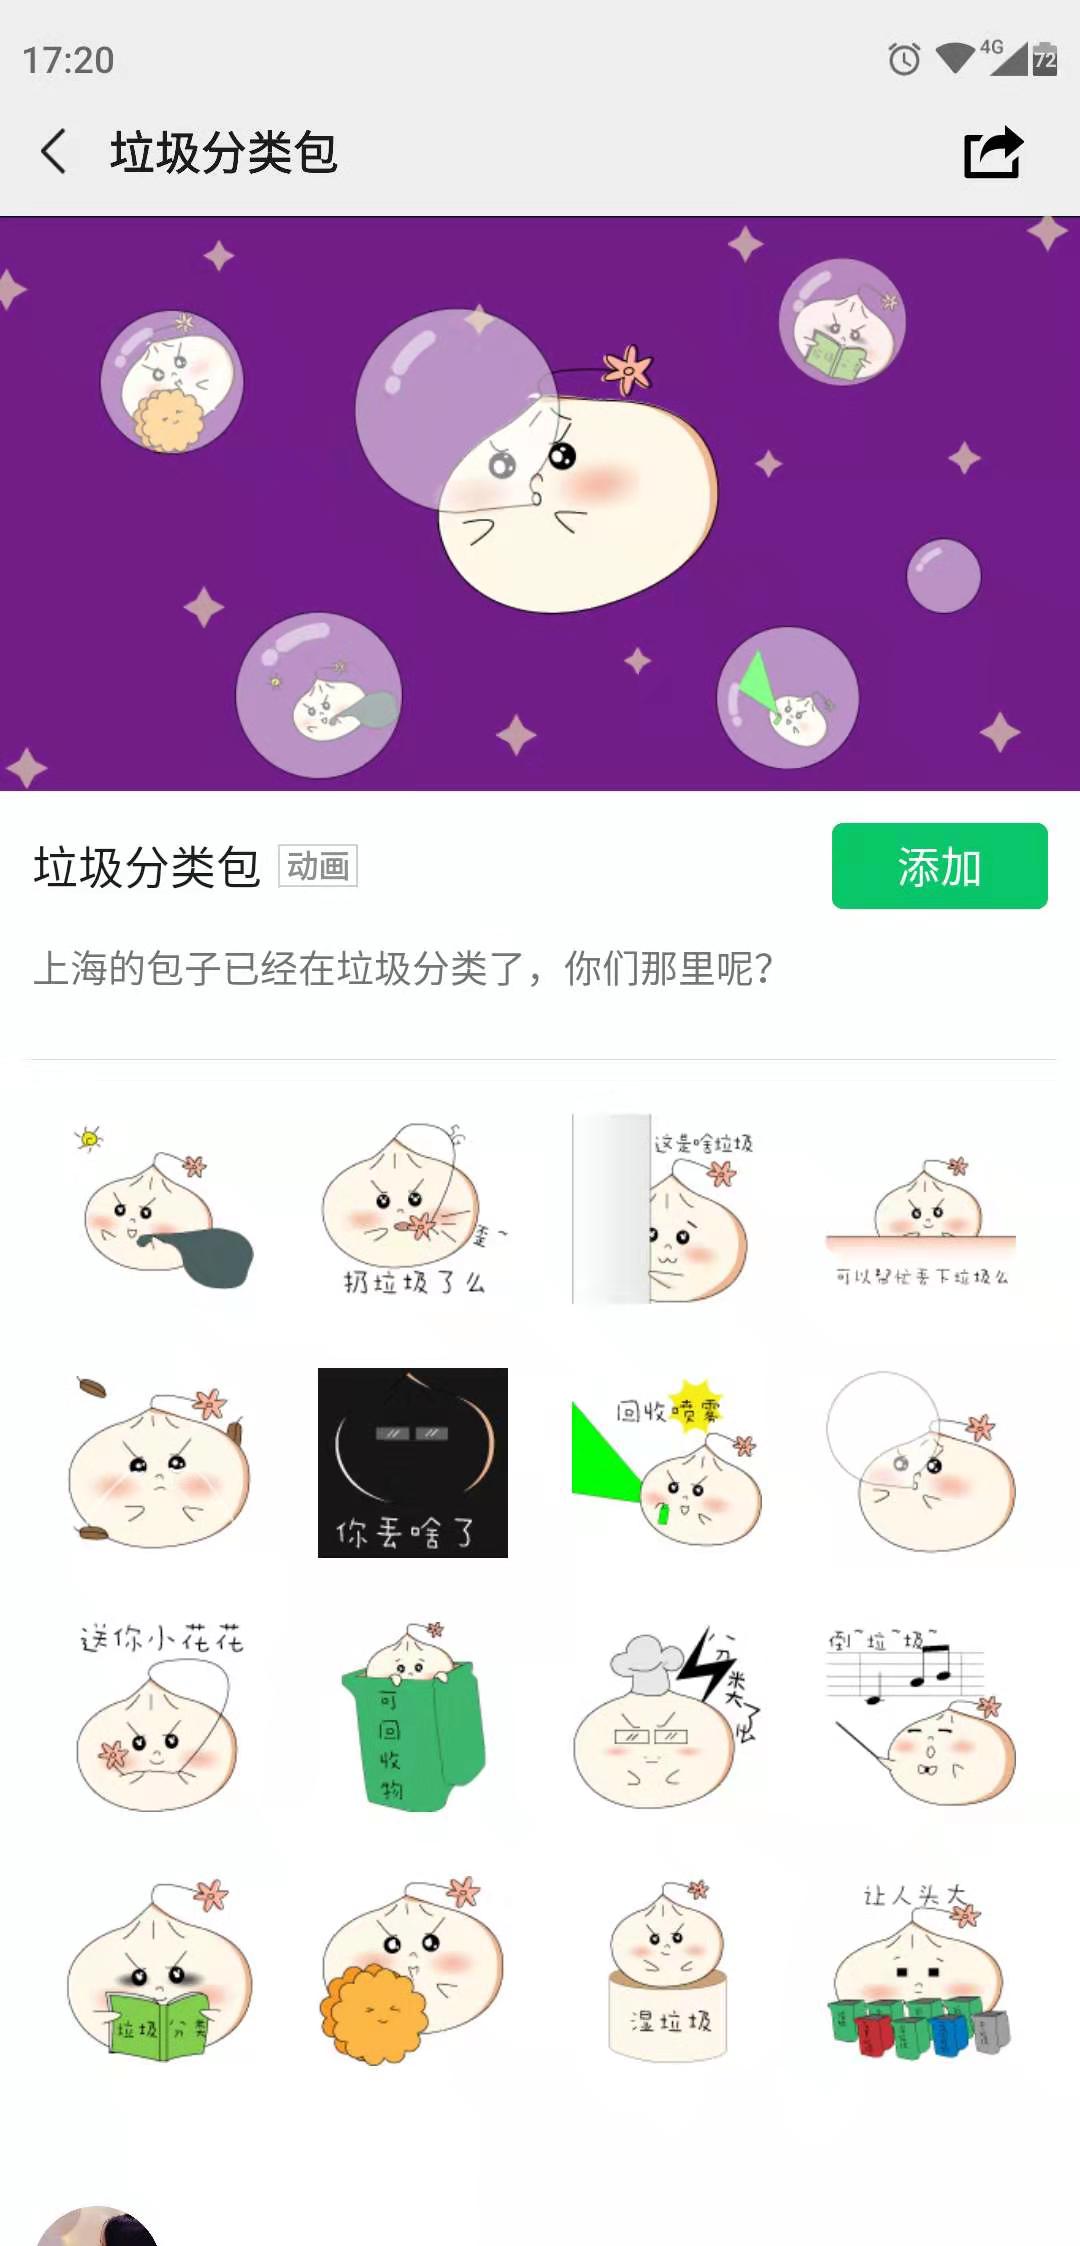 17:20
4G
72
垃圾分类包
垃圾分类包
动画
添加
上海的包子已经在垃圾分类了，你们那里呢？
歪~
扔垃圾了么
这是啥垃圾
可以帮忙丢下垃圾么
你丢啥了
回收喷雾
送你小花花
可回收物
分类了出
倒~垃~圾~
垃圾分类
湿垃圾
让人头大